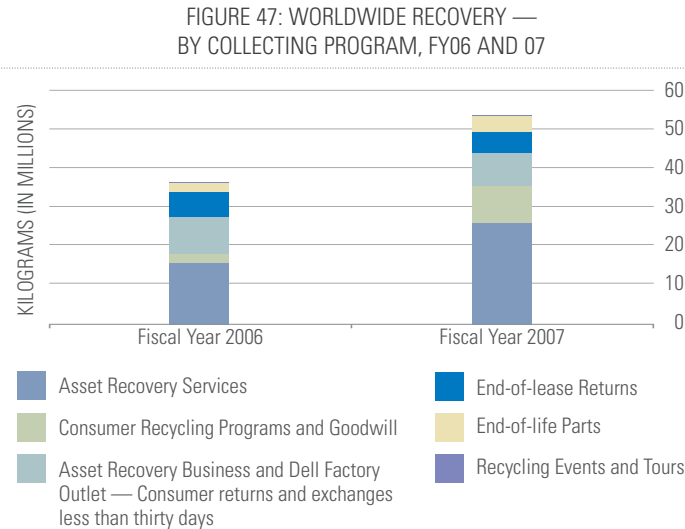 FIGURE 47: WORLDWIDE RECOVERY —
BY COLLECTING PROGRAM, FY06 AND 07
KILOGRAMS (IN MILLIONS)
60
50
40
30
20
10
0
Fiscal Year 2006
Fiscal Year 2007
Asset Recovery Services
Consumer Recycling Programs and Goodwill
Asset Recovery Business and Dell Factory
Outlet — Consumer returns and exchanges
less than thirty days
End-of-lease Returns
End-of-life Parts
Recycling Events and Tours